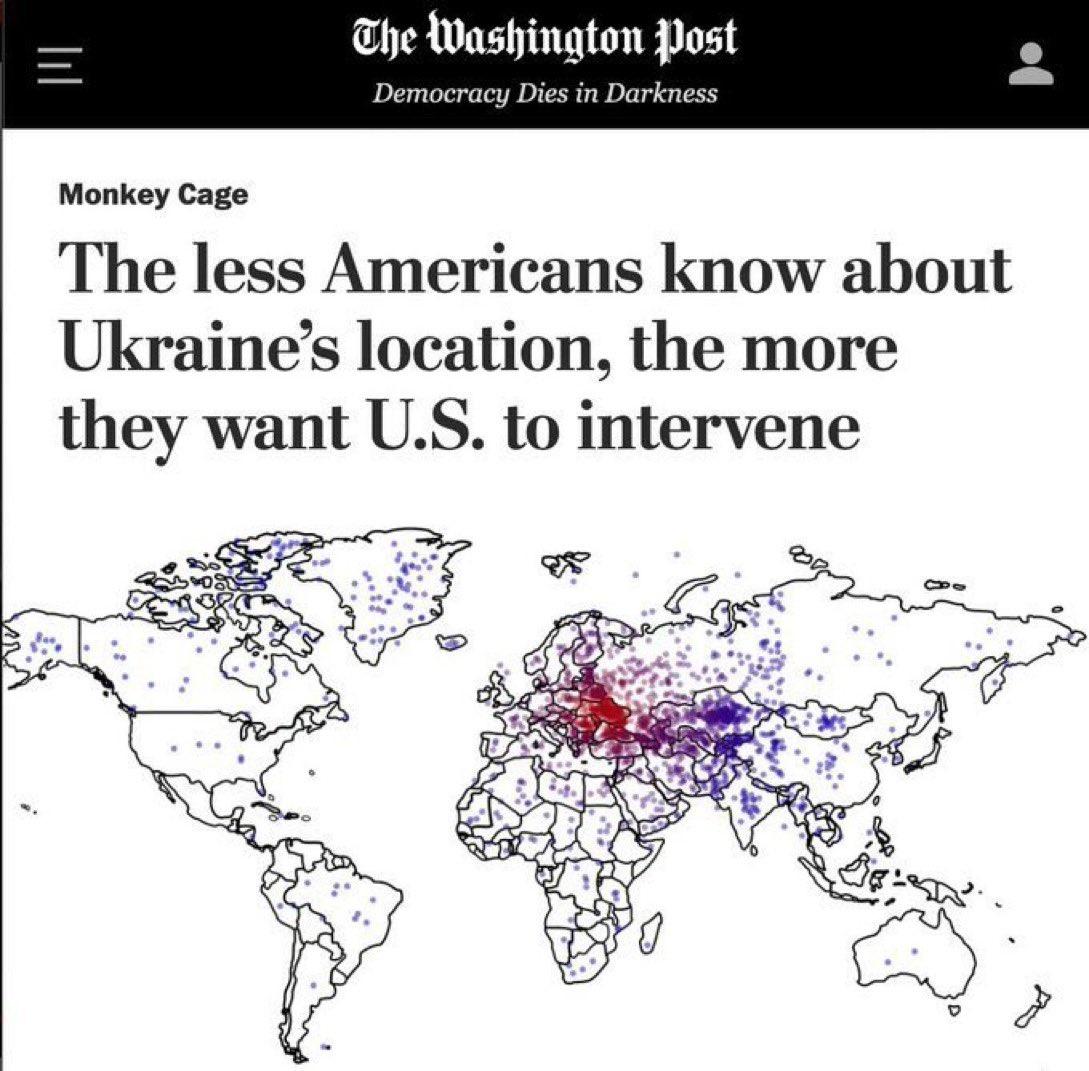 The Washington Post
Democracy Dies in Darkness
Monkey Cage
The less Americans know about
Ukraine’s location, the more
they want U.S. to intervene